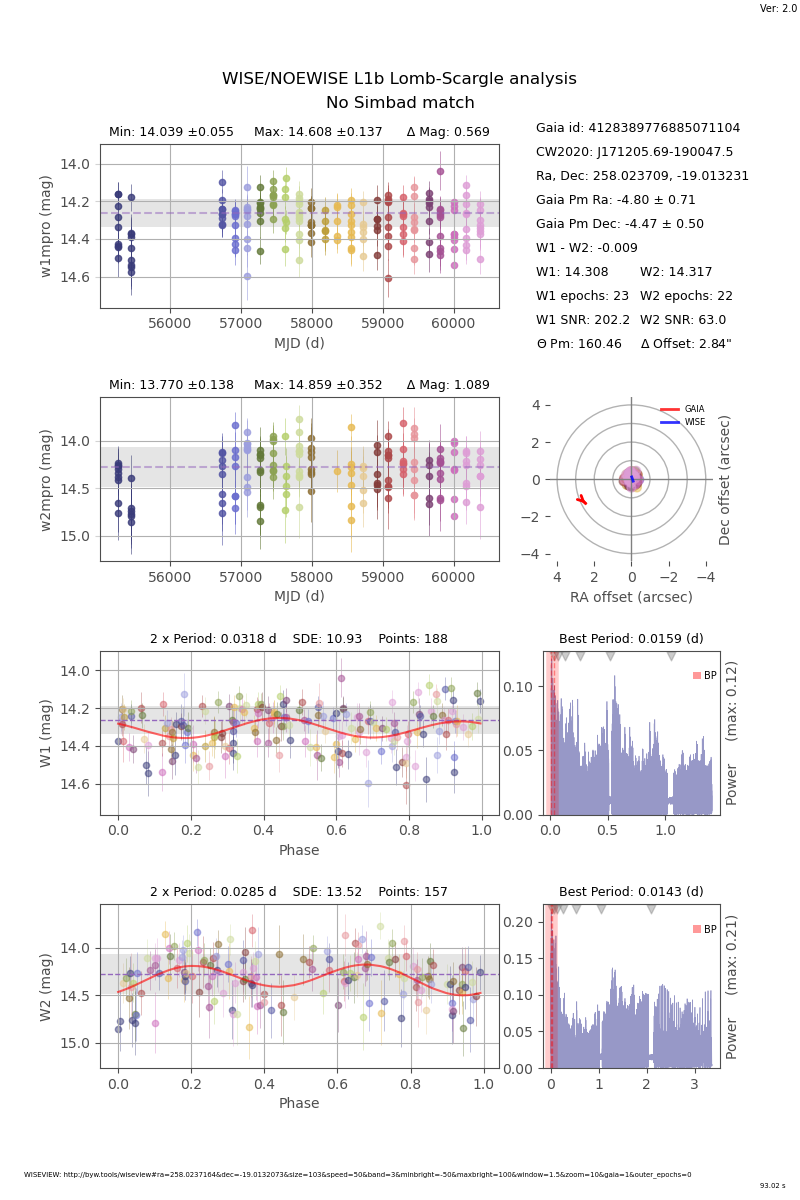 Ver: 2.0
WISE/NOEWISE L1b Lomb-Scargle analysis
No Simbad match
Min: 14.039 ±0.055 Max: 14.608 ±0.137 Δ Mag: 0.569
14.0
14.2
14.4
14.6
w1mpro (mag)
56000 57000 58000 59000 60000
MJD (d)
Gaia id: 4128389776885071104
CW2020: J171205.69-190047.5
Ra, Dec: 258.023709, -19.013231
Gaia Pm Ra: -4.80 ± 0.71
Gaia Pm Dec: -4.47 ± 0.50
W1 - W2: -0.009
W1: 14.308 W2: 14.317
W1 epochs: 23 W2 epochs: 22
W1 SNR: 202.2 W2 SNR: 63.0
Θ Pm: 160.46 Δ Offset: 2.84"
Min: 13.770 ±0.138 Max: 14.859 ±0.352 Δ Mag: 1.089
14.0
14.5
15.0
w2mpro (mag)
56000 57000 58000 59000 60000
MJD (d)
GAIA
WISE
4
2
0
−2
−4
4 2 0 −2 −4
RA offset (arcsec)
Dec offset (arcsec)
2 x Period: 0.0318 d SDE: 10.93 Points: 188
14.0
14.2
14.4
14.6
W1 (mag)
0.0 0.2 0.4 0.6 0.8 1.0
Phase
Best Period: 0.0159 (d)
BP
0.10
0.05
0.00
0.0 0.5 1.0
Power (max: 0.12)
2 x Period: 0.0285 d SDE: 13.52 Points: 157
14.0
14.5
15.0
W2 (mag)
0.0 0.2 0.4 0.6 0.8 1.0
Phase
Best Period: 0.0143 (d)
BP
0.20
0.15
0.10
0.05
0.00
0 1 2 3
Power (max: 0.21)
WISEVIEW: http://byw.tools/wiseview#ra=258.0237164&dec=-19.0132073&size=103&speed=50&band=3&minbright=-50&maxbright=100&window=1.5&zoom=10&gaia=1&outer_epochs=0
93.02 s